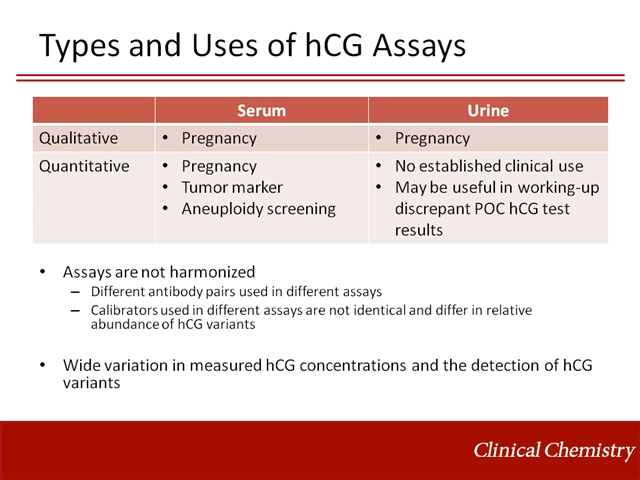 Types and Uses of hCG Assays
Serum Urine
Qualitative • Pregnancy • Pregnancy
Quantitative • Pregnancy • No established clinical use
• Tumor marker • May be useful in working-up
• Aneuploidy screening discrepant POC hCG test
results
• Assays are not harmonized
– Different antibody pairs used in different assays
– Calibrators used in different assays are not identical and differ in relative
abundance of hCG variants
• Wide variation in measured hCG concentrations and the detection of hCG
variants
Clinical Chemistry